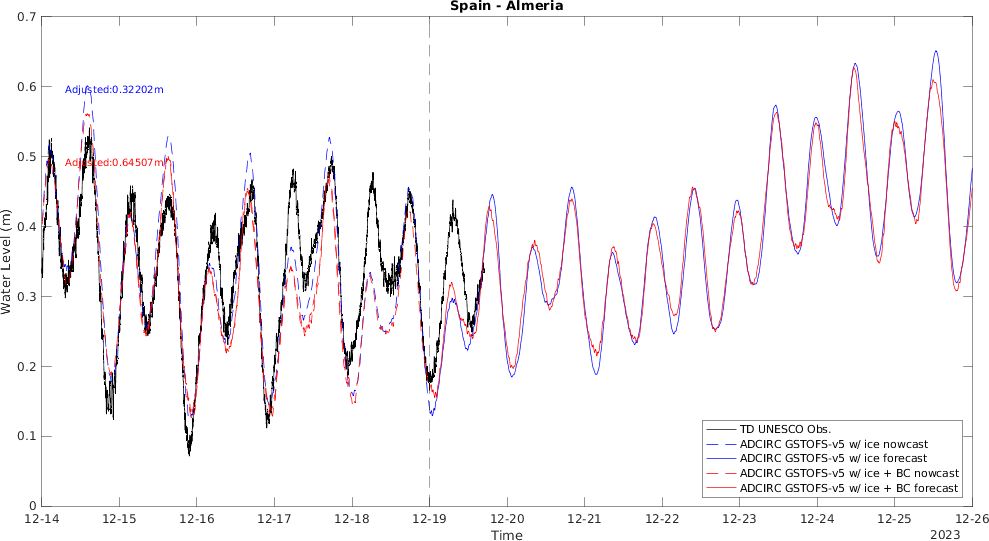 Spain - Almeria
0.7
0.6
0.5
0.4
0.3
0.2
0.1
0
Water Level (m)
Adjusted:0.32202m
Adjusted:0.64507m
TD UNESCO Obs.
ADCIRC GSTOFS-v5 w/ ice nowcast
ADCIRC GSTOFS-v5 w/ ice forecast
ADCIRC GSTOFS-v5 w/ ice + BC nowcast
ADCIRC GSTOFS-v5 w/ ice + BC forecast
12-14 12-15 12-16 12-17 12-18 12-19 12-20 12-21 12-22 12-23 12-24 12-25 12-26
Time
2023